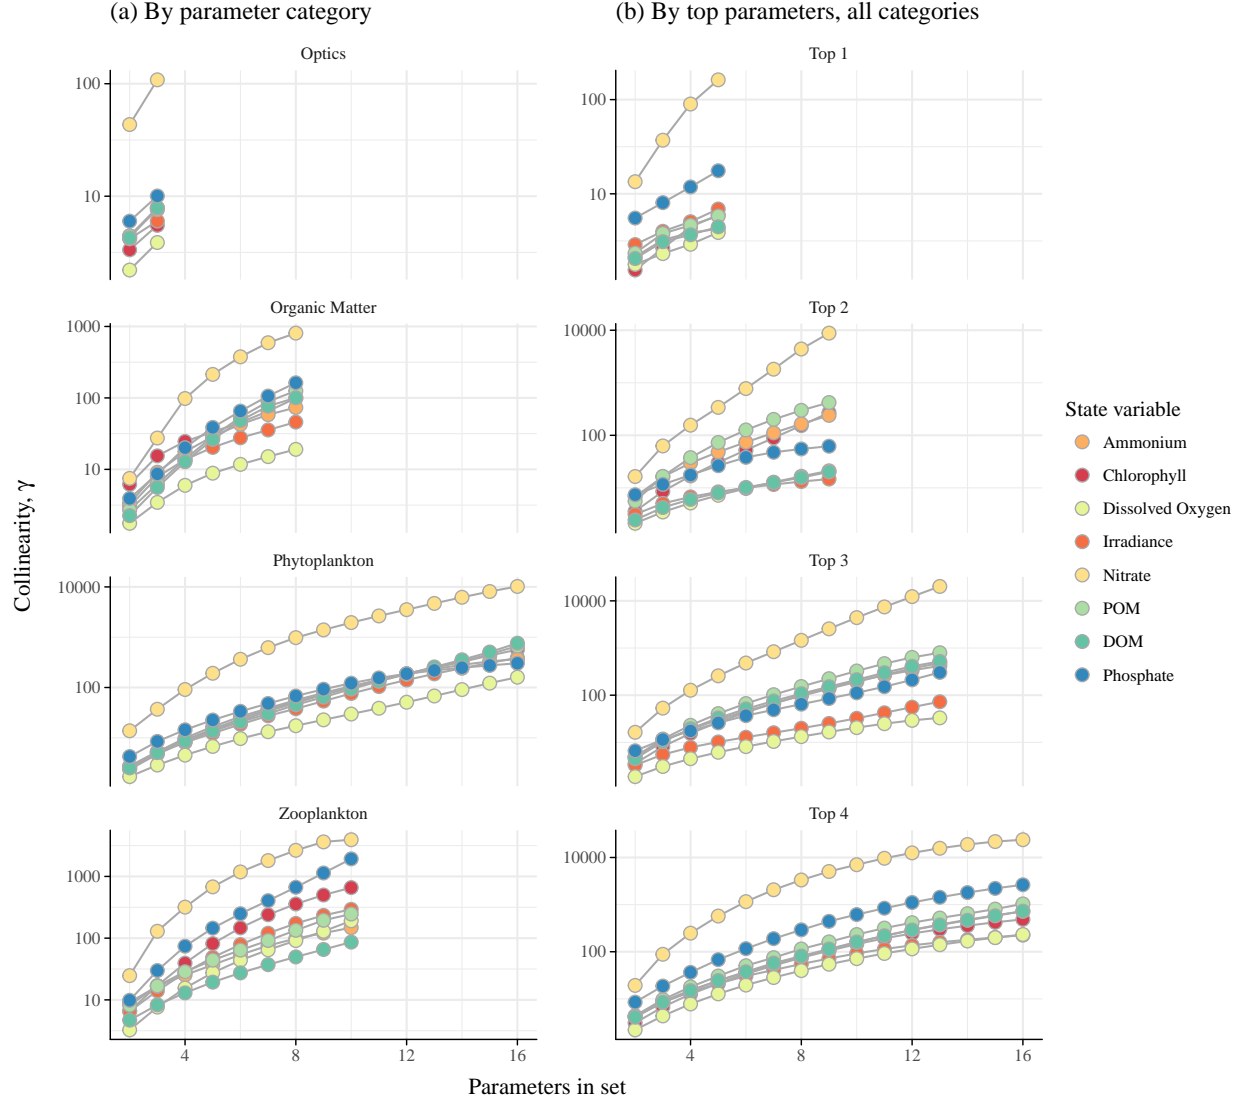 (a) By parameter category
(b) By top parameters, all categories
Optics
100
10
Organic Matter
1000
100
10
Phytoplankton
10000
100
Zooplankton
1000
100
10
4 8 12 16
Top 1
100
10
Top 2
10000
100
Top 3
10000
100
Top 4
10000
100
4 8 12 16
Collinearity, γ
Parameters in set
State variable
Ammonium
Chlorophyll
Dissolved Oxygen
Irradiance
Nitrate
POM
DOM
Phosphate